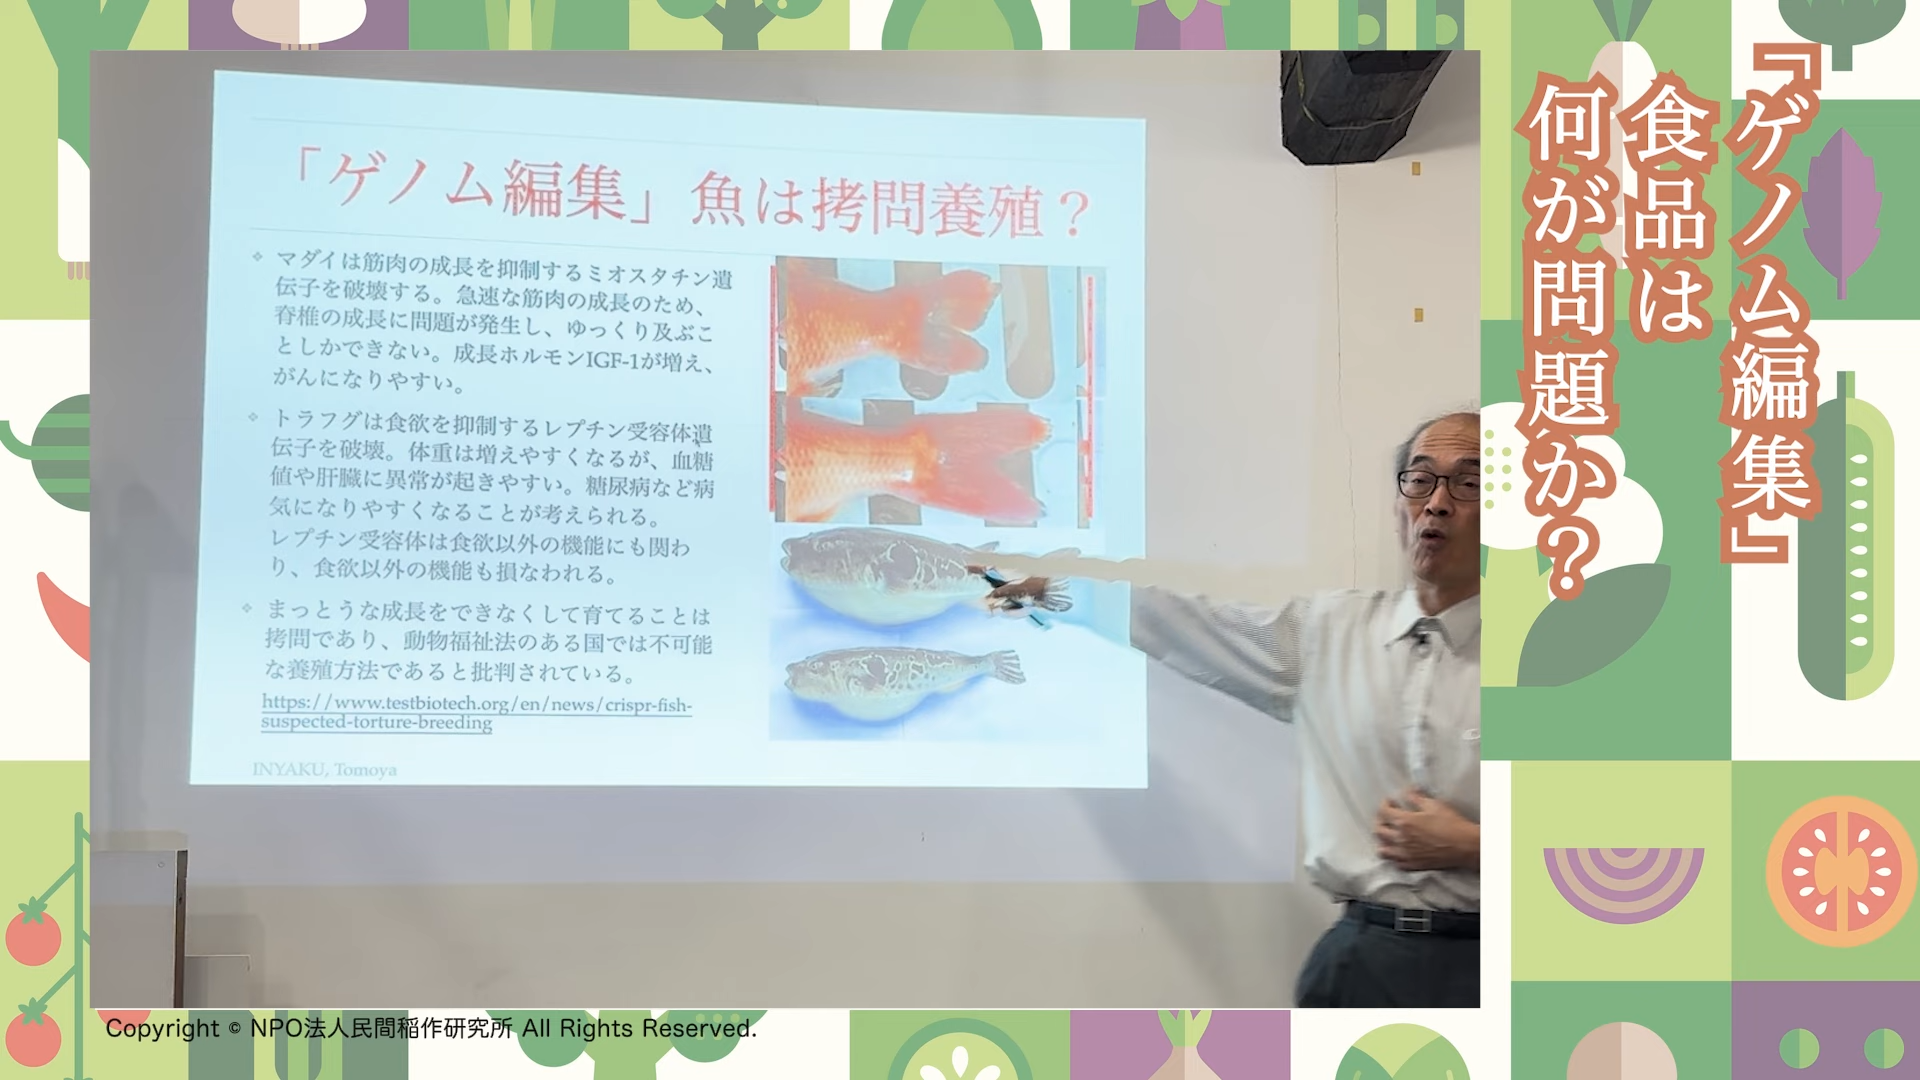 『ゲノム編集』
食品は
何が問題か?
「ゲノム編集」魚は拷問養殖?
マダイは筋肉の成長を抑制するミオスタチン遺
伝子を破壊する。急速な筋肉の成長のため、
脊椎の成長に問題が発生し、ゆっくり及ぶこ
としかできない。成長ホルモンIGF-1が増え、
がんになりやすい。
トラフグは食欲を抑制するレプチン受容体遺
伝子を破壊。体重は増えやすくなるが、血糖
値や肝臓に異常が起きやすい。糖尿病など病
気になりやすくなることが考えられる。
レプチン受容体は食欲以外の機能にも関わ
り、食欲以外の機能も損なわれる。
まっとうな成長をできなくして育てることは
拷問であり、動物福祉法のある国では不可能
な養殖方法であると批判されている。
https://www.testbiotech.org/en/news/crispr-fish-
suspected-torture-breeding
INYAKU, Tomoya
Copyright © NPO法人民間稲作研究所 All Rights Reserved.